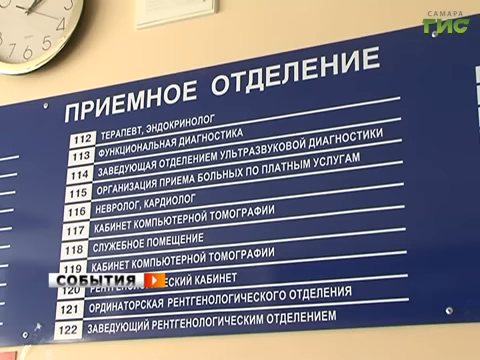 САМАРА
ГИС
ПРИЕМНОЕ ОТДЕЛЕНИЕ
112 ТЕРАПЕВТ, ЭНДОКРИНОЛОГ
113 ФУНКЦИОНАЛЬНАЯ ДИАГНОСТИКА
114 ЗАВЕДУЮЩАЯ ОТДЕЛЕНИЕМ УЛЬТРАЗВУКОВОЙ ДИАГНОСТИКИ
115 ОРГАНИЗАЦИЯ ПРИЕМА БОЛЬНЫХ ПО ПЛАТНЫМ УСЛУГАМ
116 НЕВРОЛОГ, КАРДИОЛОГ
117 КАБИНЕТ КОМПЬЮТЕРНОЙ ТОМОГРАФИИ
118 СЛУЖЕБНОЕ ПОМЕЩЕНИЕ
119 КАБИНЕТ КОМПЬЮТЕРНОЙ ТОМОГРАФИИ
СОБЫТИЯ
120 КАБИНЕТ
121 ОРДИНАТОРСКАЯ РЕНТГЕНОЛОГИЧЕСКОГО ОТДЕЛЕНИЯ
122 ЗАВЕДУЮЩИЙ РЕНТГЕНОЛОГИЧЕСКИМ ОТДЕЛЕНИЕМ